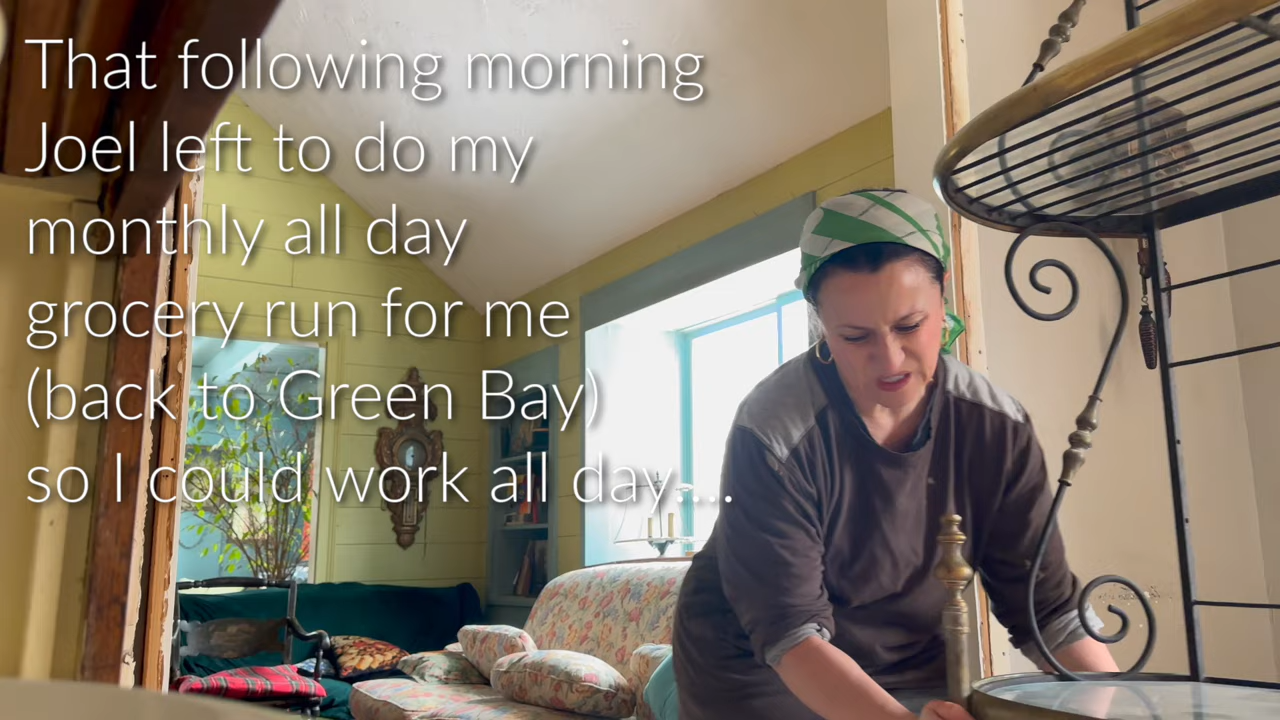 That following morning
Joel left to do my
monthly all day
grocery run for me
(back to Green Bay)
so I could work all day....